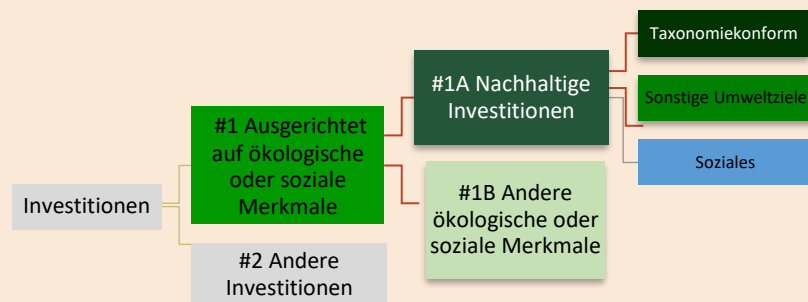 Investitionen
#1 Ausgerichtet
auf ökologische
oder soziale
Merkmale
#2 Andere
Investitionen
#1A Nachhaltige
Investitionen
#1B Andere
ökologische oder
soziale Merkmale
Taxonomiekonform
Sonstige Umweltziele
Soziales